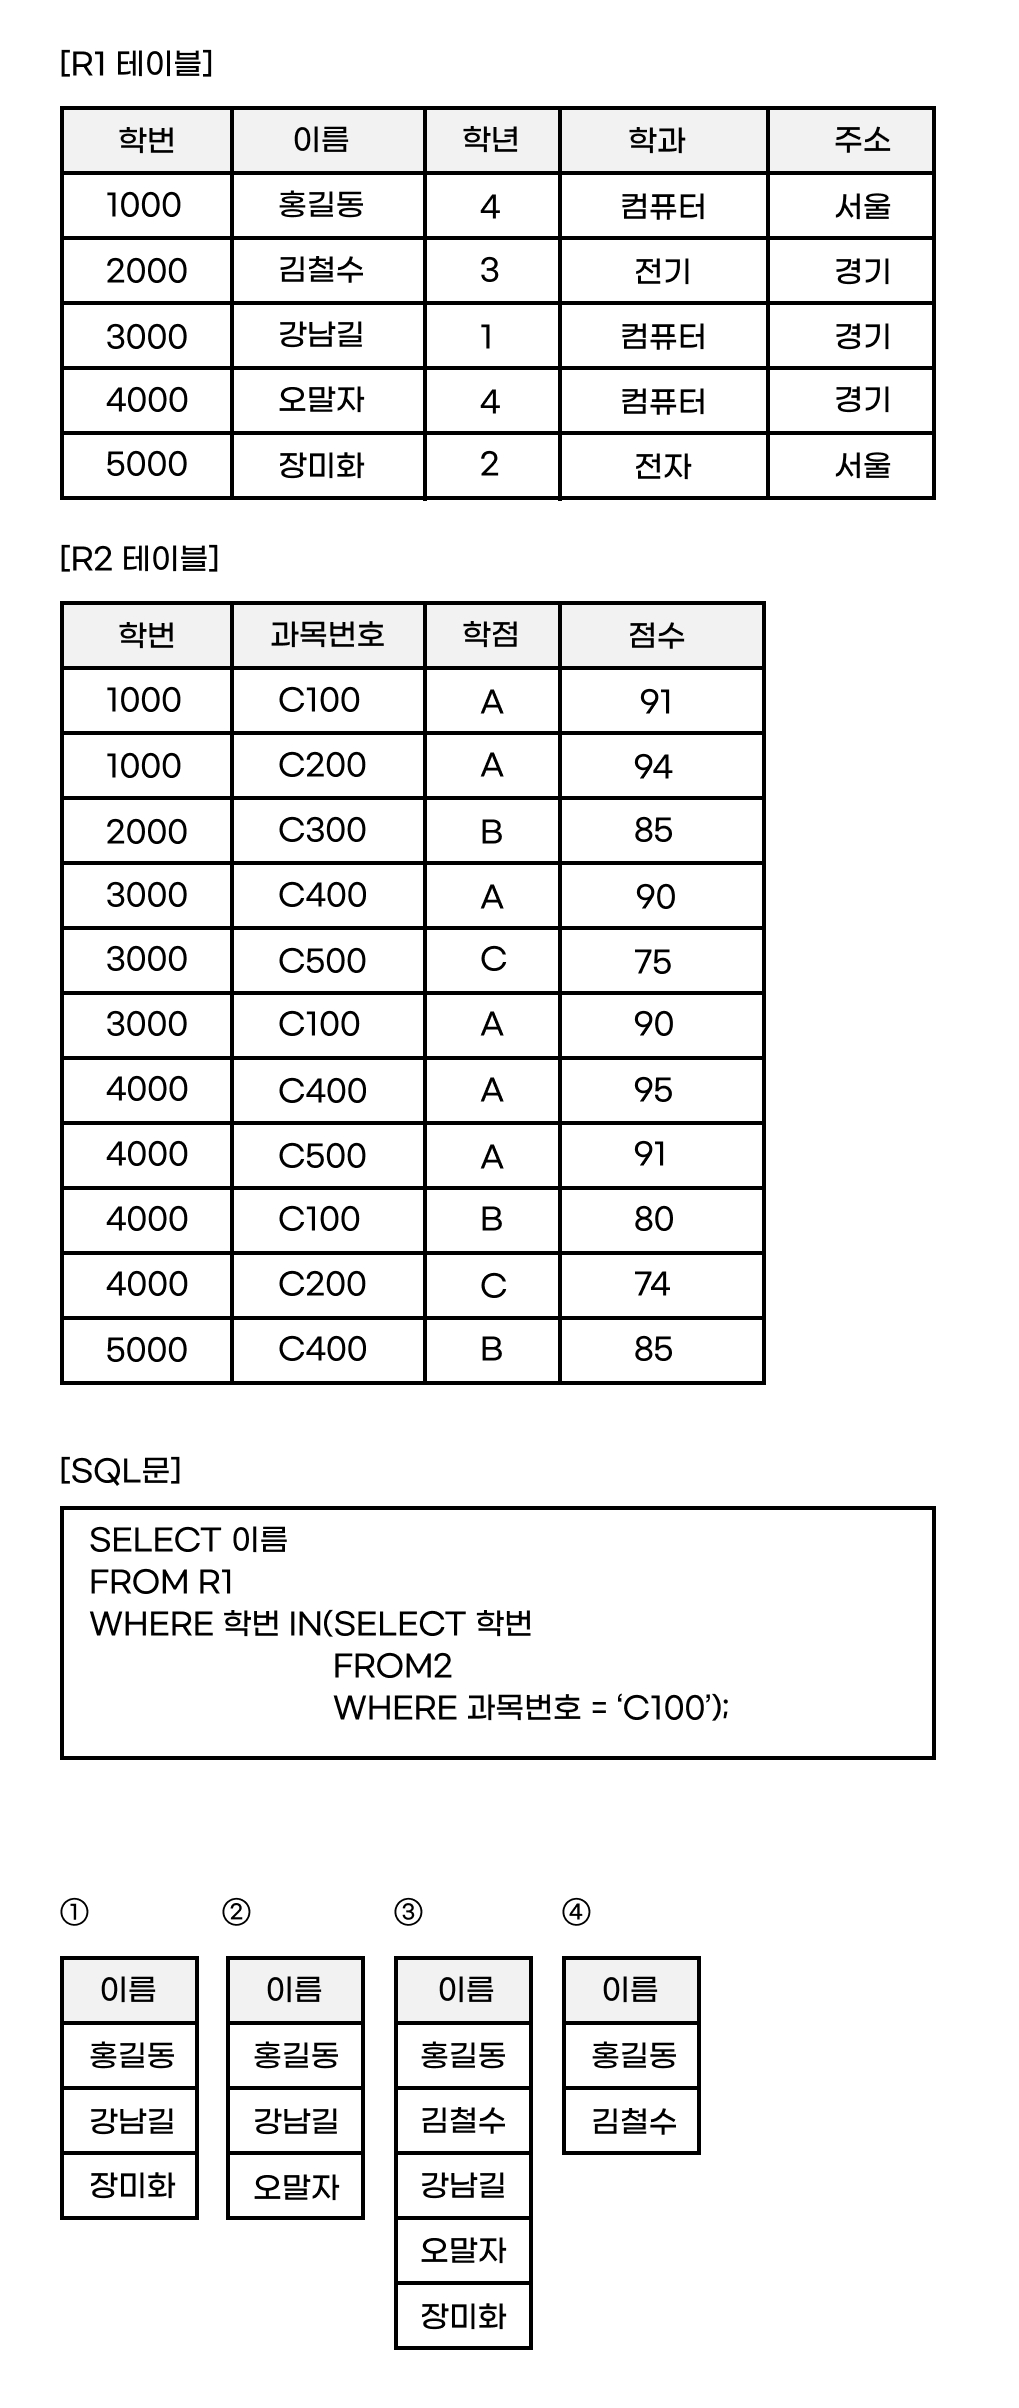 [R1 테이블]
학번 이름 학년 학과 주소
1000 홍길동 4 컴퓨터 서울
2000 김철수 3 전기 경기
3000 강남길 1 컴퓨터 경기
4000 오말자 4 컴퓨터 경기
5000 장미화 2 전자 서울
[R2 테이블]
학번 과목번호 학점 점수
1000 C100 A 91
1000 C200 A 94
2000 C300 B 85
3000 C400 A 90
3000 C500 C 75
3000 C100 A 90
4000 C400 A 95
4000 C500 A 91
4000 C100 B 80
4000 C200 C 74
5000 C400 B 85
[SQL문]
SELECT 이름
FROM R1
WHERE 학번 IN(SELECT 학번
FROM2
WHERE 과목번호 = ‘C100’);
① ② ③ ④
이름 이름 이름 이름
홍길동 홍길동 홍길동 홍길동
강남길 강남길 김철수 김철수
장미화 오말자 강남길
오말자
장미화